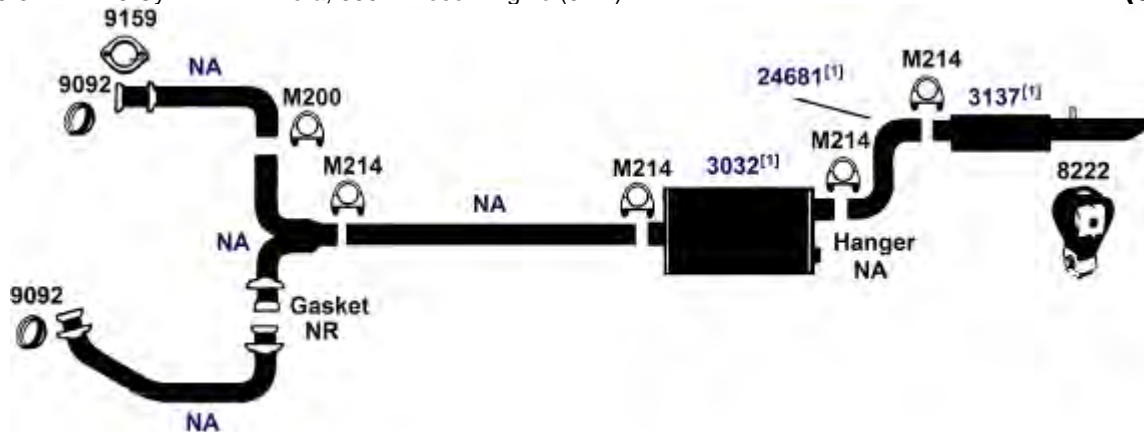 9159
9092
NA
M200
M214
NA
NA
M214
3032[1]
M214
24681[1]
M214
3137[1]
8222
Hanger
NA
9092
Gasket
NR
NA